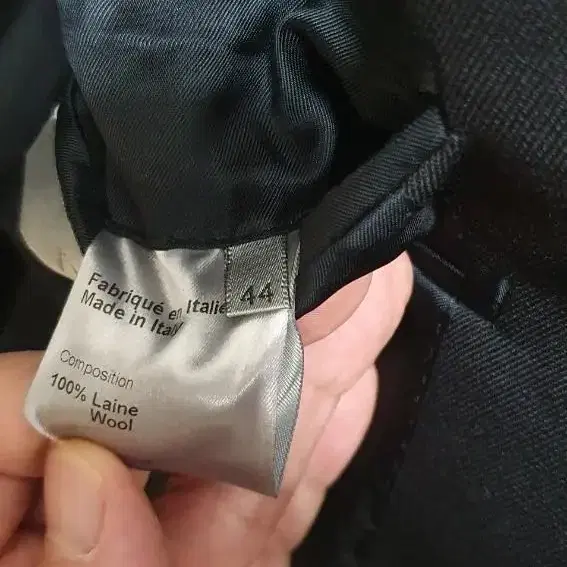 Fabriqué en Italie
Made in Italy
44
Composition
100% Laine
Wool